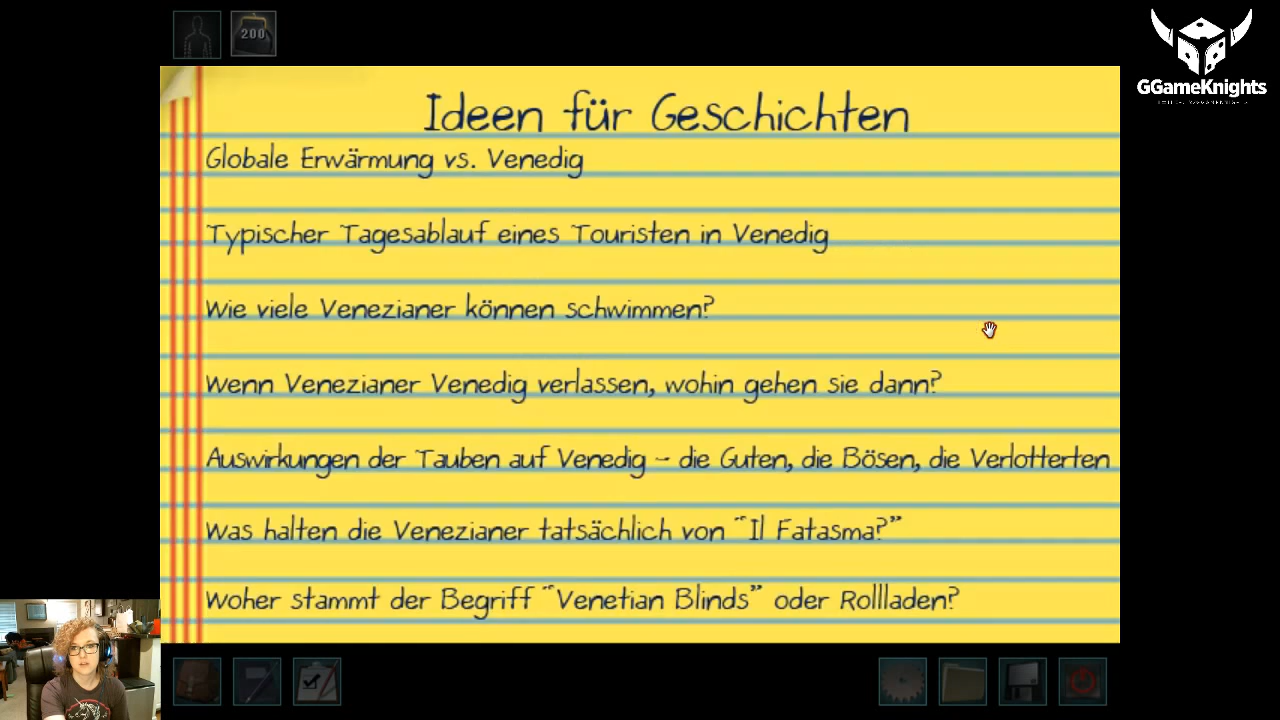 200
GGameKnights
Ideen für Geschichten
Globale Erwärmung vs. Venedig
Typischer Tagesablauf eines Touristen in Venedig
Wie viele Venezianer können schwimmen?
Wenn Venezianer Venedig verlassen, wohin gehen sie dann?
Auswirkungen der Tauben auf Venedig - die Guten, die Bösen, die Verlotterten
Was halten die Venezianer tatsächlich von "Il Fatasma?"
Woher stammt der Begriff "Venetian Blinds" oder Rollladen?